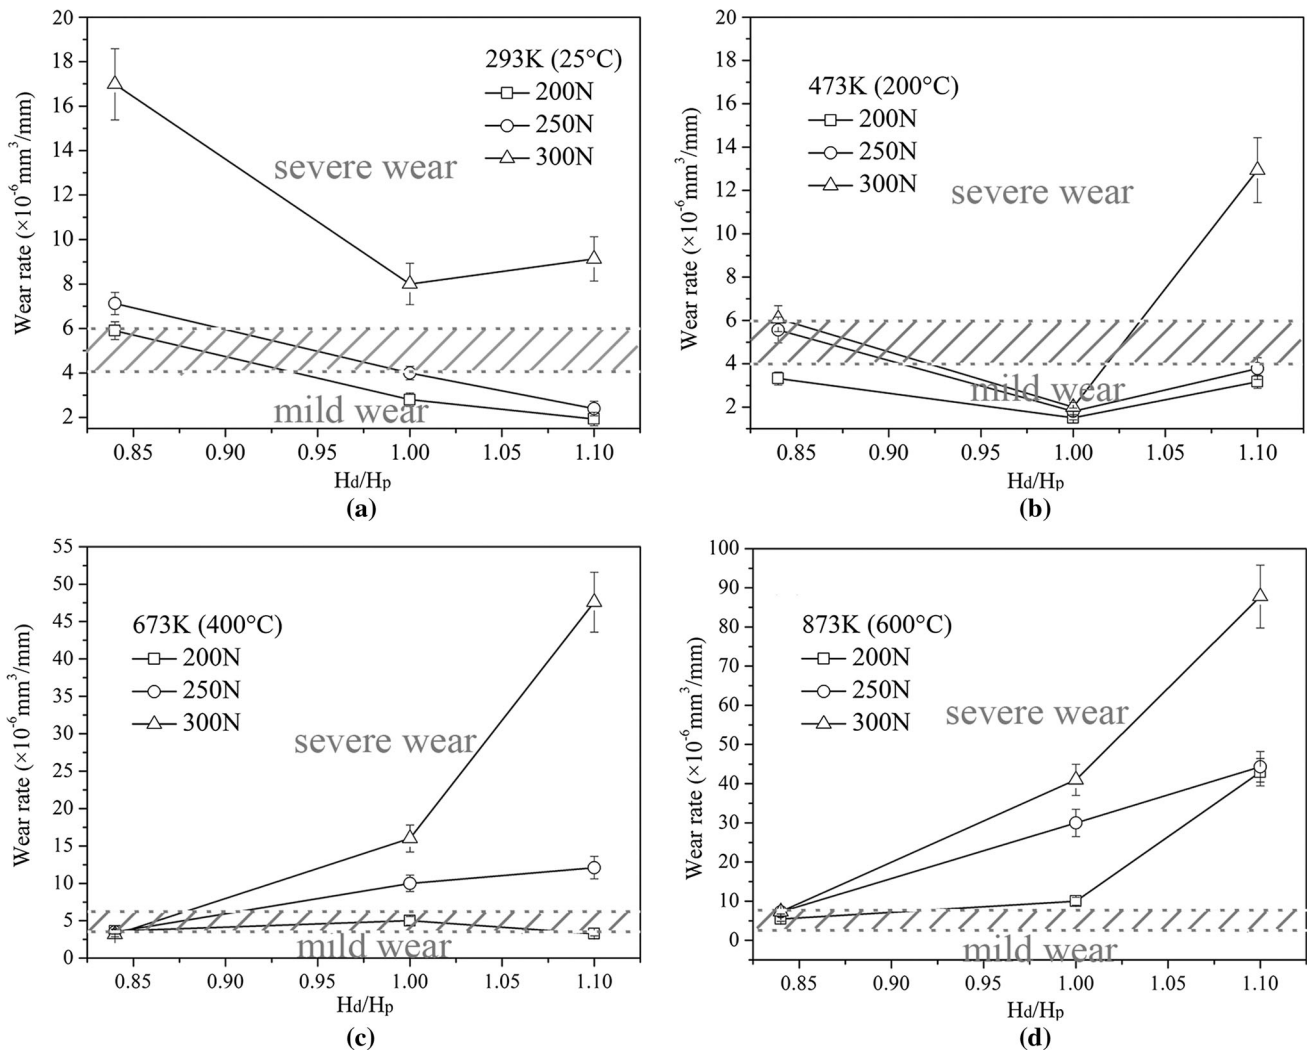 20
18
16
14
12
10
8
6
4
2
Wear rate (×10⁻⁶mm³/mm)
293K (25°C)
200N
250N
300N
severe wear
mild wear
0.85 0.90 0.95 1.00 1.05 1.10
Hd/Hp
(a)
20
18
16
14
12
10
8
6
4
2
Wear rate (×10⁻⁶mm³/mm)
473K (200°C)
200N
250N
300N
severe wear
mild wear
0.85 0.90 0.95 1.00 1.05 1.10
Hd/Hp
(b)
55
50
45
40
35
30
25
20
15
10
5
0
Wear rate (×10⁻⁶mm³/mm)
673K (400°C)
200N
250N
300N
severe wear
mild wear
0.85 0.90 0.95 1.00 1.05 1.10
Hd/Hp
(c)
100
90
80
70
60
50
40
30
20
10
0
Wear rate (×10⁻⁶mm³/mm)
873K (600°C)
200N
250N
300N
severe wear
mild wear
0.85 0.90 0.95 1.00 1.05 1.10
Hd/Hp
(d)